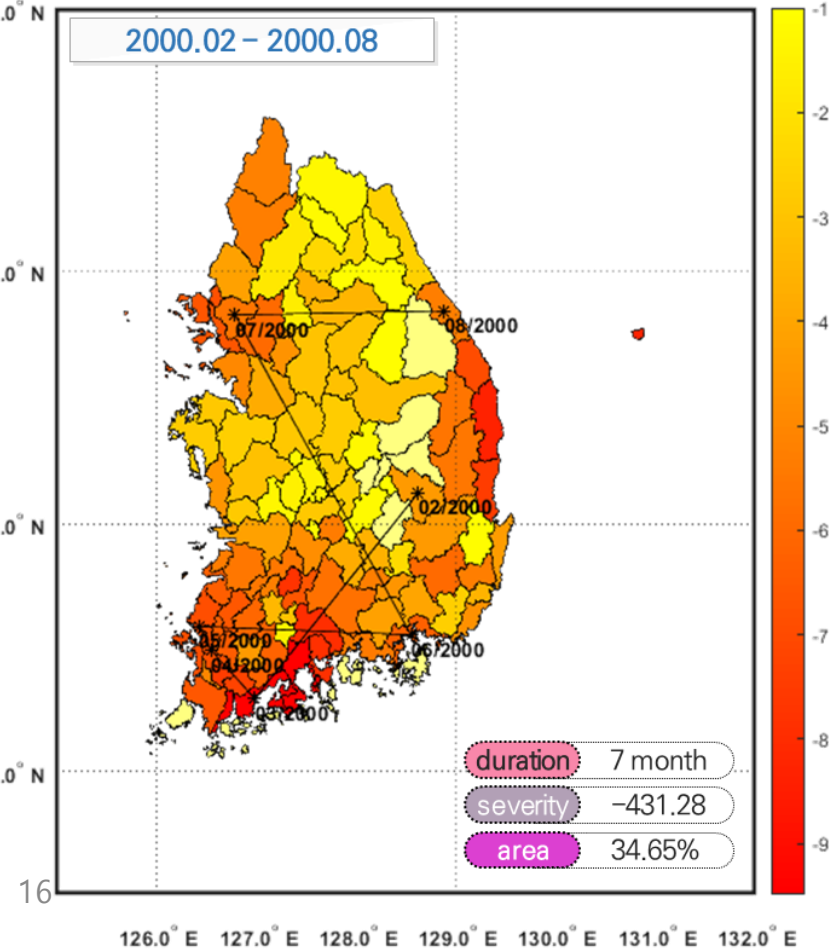 .0° N
2000.02 – 2000.08
-1
-2
-3
.0° N
07/2000
08/2000
-4
-5
02/2000
.0° N
-6
05/2000
06/2000
04/2000
-7
03/2000
-8
.0° N
duration 7 month
severity −431.28
area 34.65%
-9
16
126.0° E 127.0° E 128.0° E 129.0° E 130.0° E 131.0° E 132.0° E